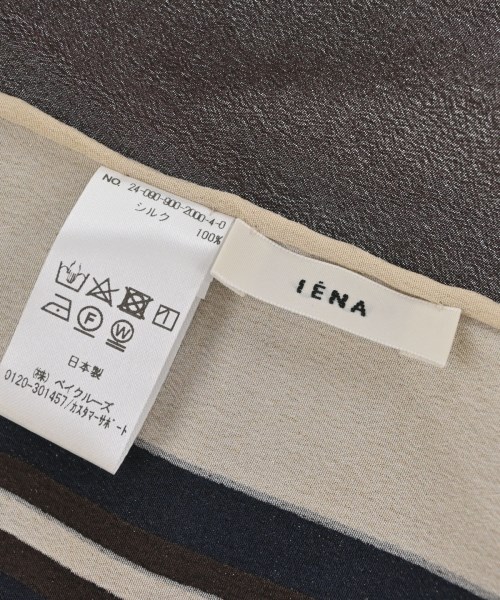 NO. 24-090-900-2000-4-0
シルク
100%
日本製
(株) ベイクルーズ
0120-301457/カスタマーサポート
IÉNA